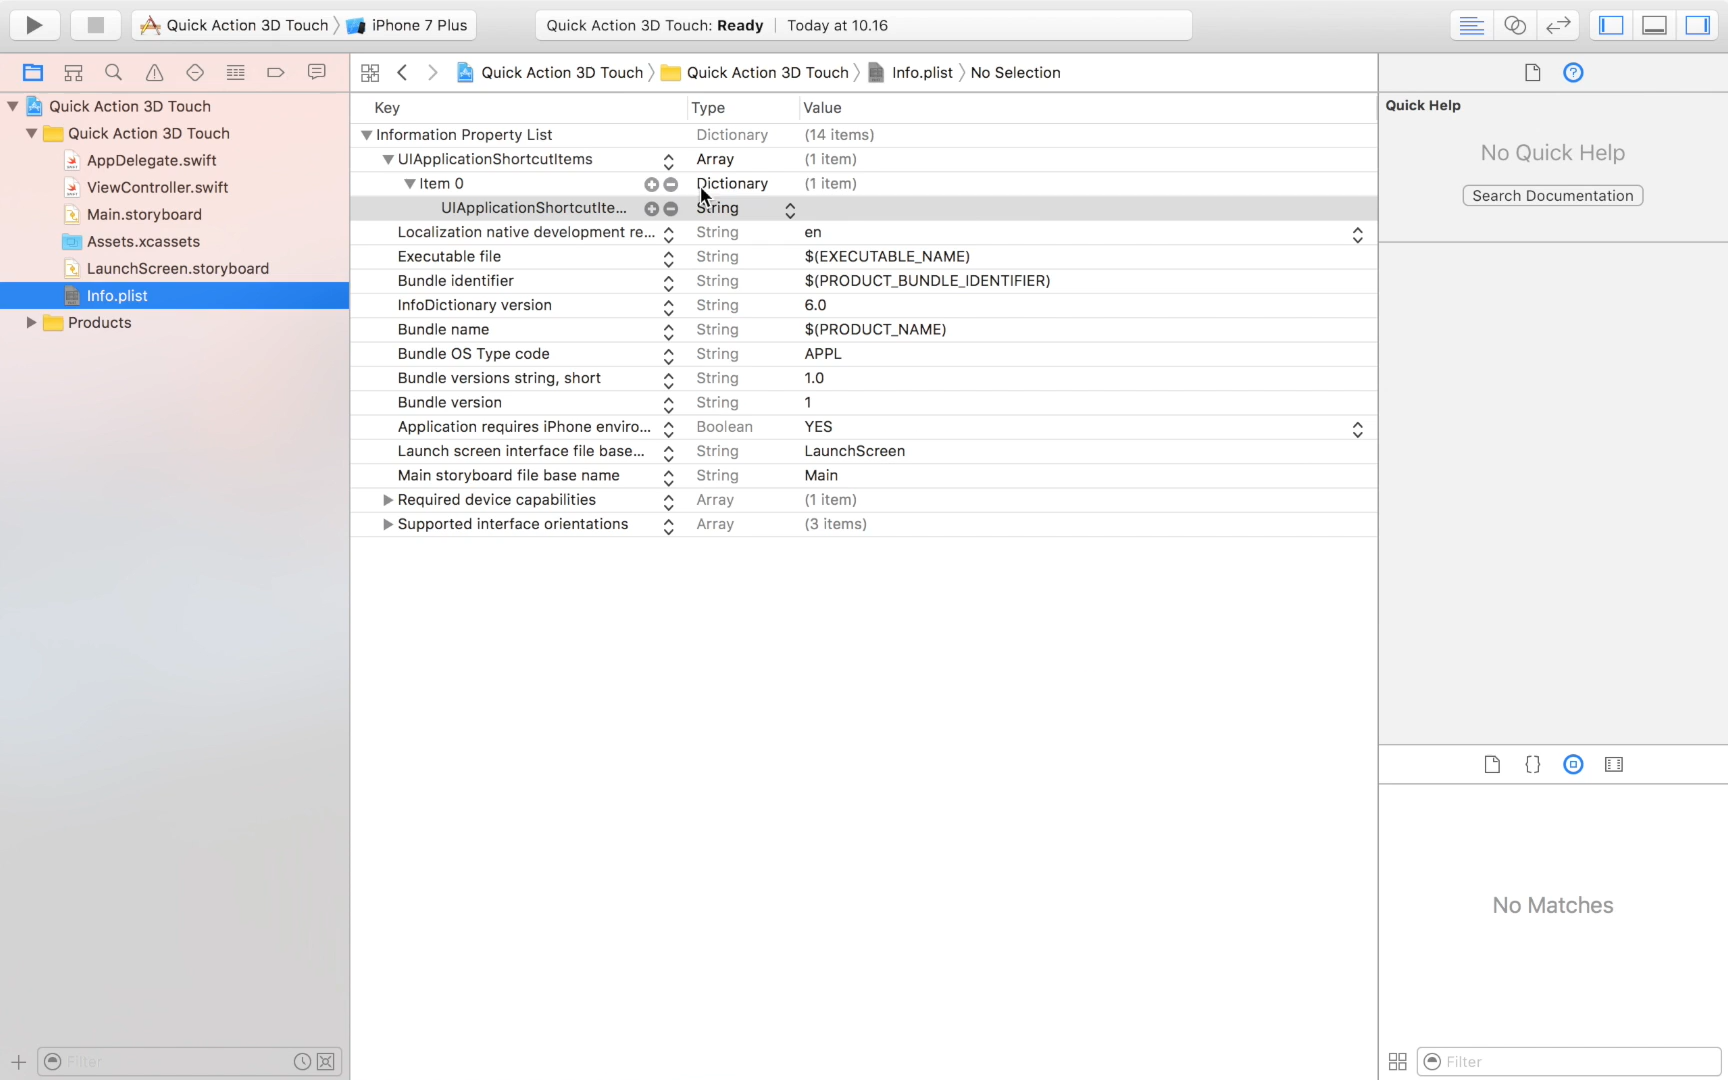 Quick Action 3D Touch 〉 iPhone 7 Plus
Quick Action 3D Touch: Ready | Today at 10.16
Quick Action 3D Touch 〉 Quick Action 3D Touch 〉 Info.plist 〉 No Selection
Quick Action 3D Touch
Quick Action 3D Touch
AppDelegate.swift
ViewController.swift
Main.storyboard
Assets.xcassets
LaunchScreen.storyboard
Info.plist
Products
Filter
Key Type Value
Information Property List Dictionary (14 items)
UIApplicationShortcutItems Array (1 item)
Item 0 Dictionary (1 item)
UIApplicationShortcutIte... String
Localization native development re... String en
Executable file String $(EXECUTABLE_NAME)
Bundle identifier String $(PRODUCT_BUNDLE_IDENTIFIER)
InfoDictionary version String 6.0
Bundle name String $(PRODUCT_NAME)
Bundle OS Type code String APPL
Bundle versions string, short String 1.0
Bundle version String 1
Application requires iPhone enviro... Boolean YES
Launch screen interface file base... String LaunchScreen
Main storyboard file base name String Main
Required device capabilities Array (1 item)
Supported interface orientations Array (3 items)
Quick Help
No Quick Help
Search Documentation
No Matches
Filter